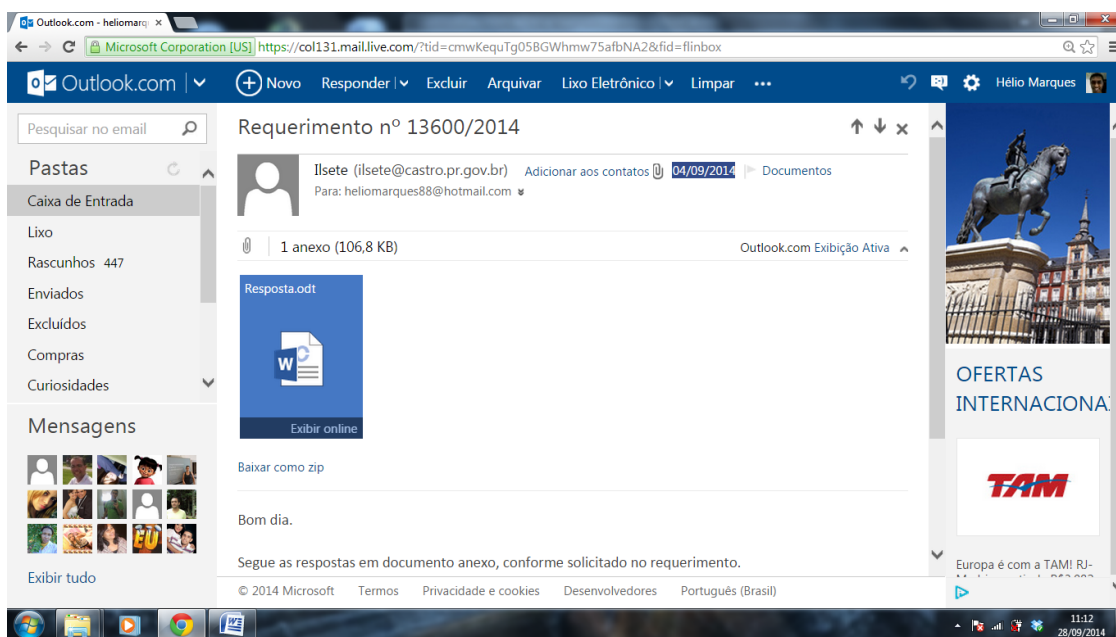 Outlook.com - heliomarq
Microsoft Corporation [US] https://col131.mail.live.com/?tid=cmwKequTg05BGWhmw75afbNA2&fid=flinbox
Outlook.com
Novo Responder Excluir Arquivar Lixo Eletrônico Limpar ••• Hélio Marques
Pesquisar no email
Requerimento nº 13600/2014
Pastas
Ilsete (ilsete@castro.pr.gov.br) Adicionar aos contatos 04/09/2014 Documentos
Para: heliomarques88@hotmail.com
Caixa de Entrada
Lixo
Rascunhos 447
Enviados
Excluídos
Compras
Curiosidades
1 anexo (106,8 KB)
Outlook.com Exibição Ativa
Resposta.odt
W
Exibir online
Baixar como zip
Mensagens
EU
Exibir tudo
Bom dia.
Segue as respostas em documento anexo, conforme solicitado no requerimento.
© 2014 Microsoft Termos Privacidade e cookies Desenvolvedores Português (Brasil)
OFERTAS
INTERNACIONA
TAM
Europa é com a TAM! RJ-
11:12
28/09/2014